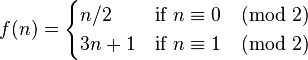 f(n) = { n/2 if n ≡ 0 (mod 2)
3n + 1 if n ≡ 1 (mod 2)